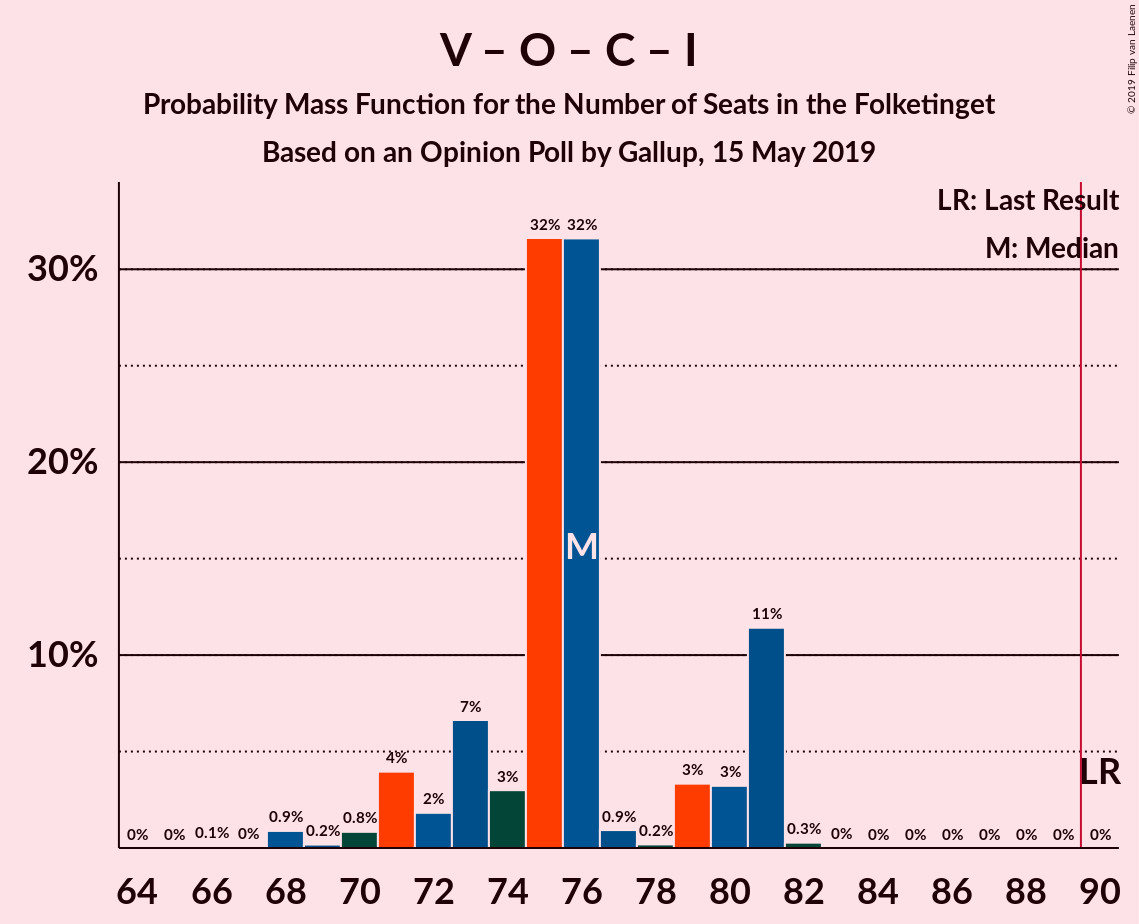 V – O – C – I
Probability Mass Function for the Number of Seats in the Folketinget
Based on an Opinion Poll by Gallup, 15 May 2019
© 2019 Filip van Laenen
LR: Last Result
M: Median
30%
20%
10%
0% 0% 0.1% 0% 0.9% 0.2% 0.8% 4% 2% 7% 3% 32% 32% 0.9% 0.2% 3% 3% 11% 0.3% 0% 0% 0% 0% 0% 0% 0% 0%
M
LR
64 66 68 70 72 74 76 78 80 82 84 86 88 90